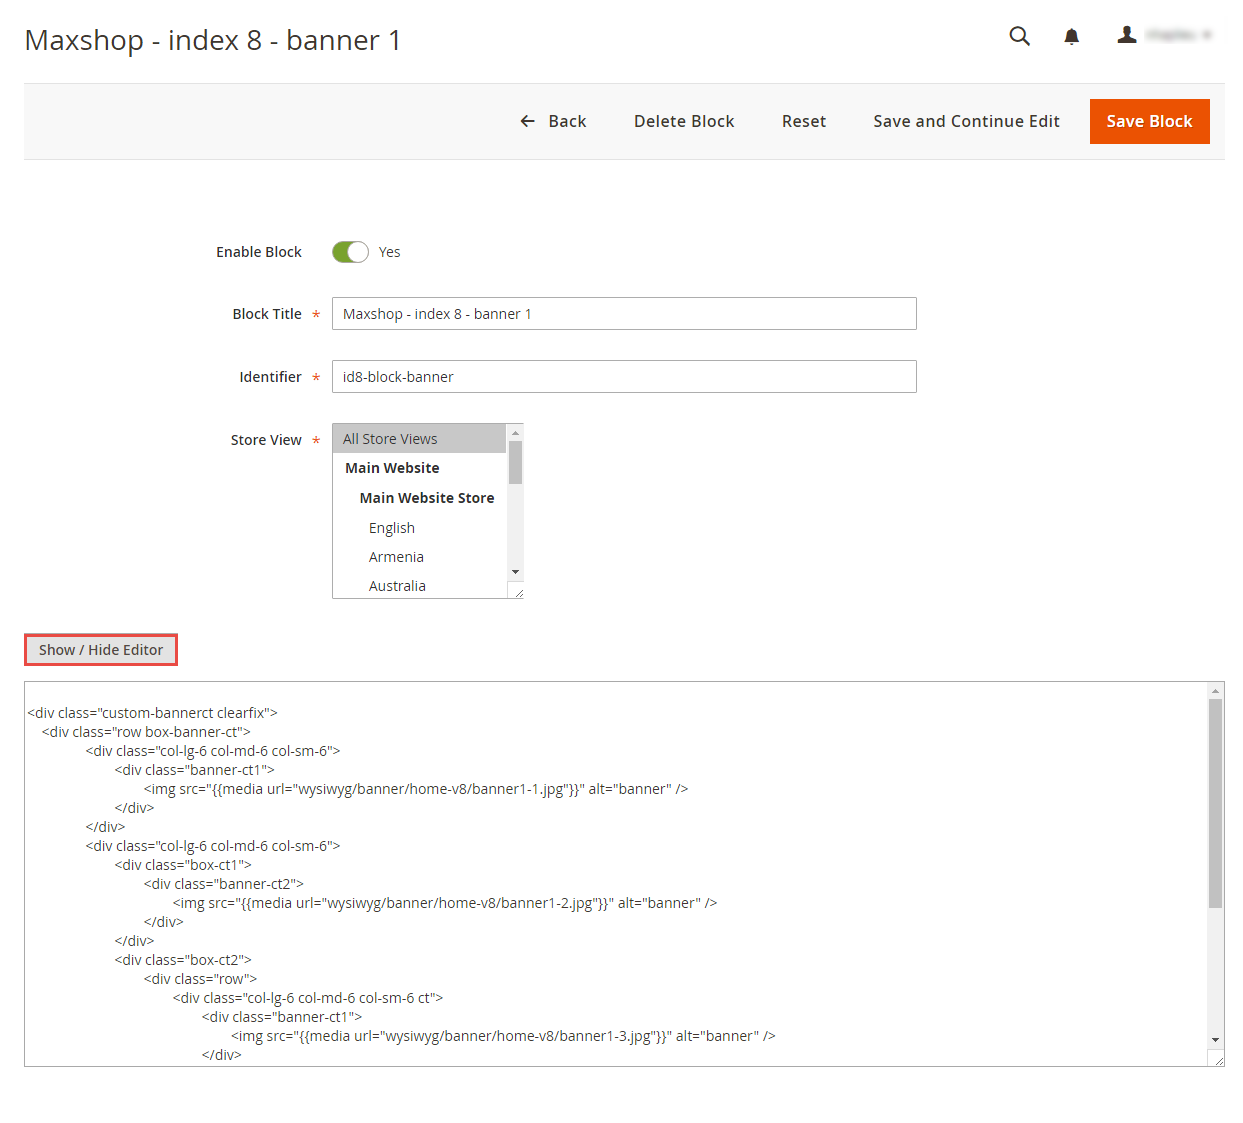 Maxshop - index 8 - banner 1
Back Delete Block Reset Save and Continue Edit Save Block
Enable Block Yes
Block Title * Maxshop - index 8 - banner 1
Identifier * id8-block-banner
Store View * All Store Views
Main Website
Main Website Store
English
Armenia
Australia
Show / Hide Editor
<div class="custom-bannerct clearfix">
<div class="row box-banner-ct">
<div class="col-lg-6 col-md-6 col-sm-6">
<div class="banner-ct1">
<img src="{{media url="wysiwyg/banner/home-v8/banner1-1.jpg"}}" alt="banner" />
</div>
</div>
<div class="col-lg-6 col-md-6 col-sm-6">
<div class="box-ct1">
<div class="banner-ct2">
<img src="{{media url="wysiwyg/banner/home-v8/banner1-2.jpg"}}" alt="banner" />
</div>
</div>
<div class="box-ct2">
<div class="row">
<div class="col-lg-6 col-md-6 col-sm-6 ct">
<div class="banner-ct1">
<img src="{{media url="wysiwyg/banner/home-v8/banner1-3.jpg"}}" alt="banner" />
</div>